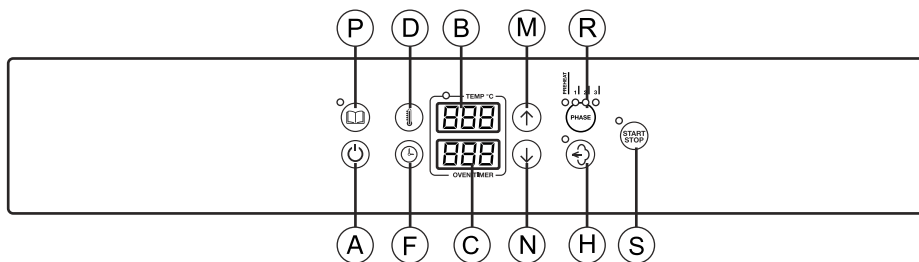 P D B M R
PREHEAT 1 2 3
TEMP °C
888
PHASE
START
STOP
888
OVEN TIMER
A F C N H S